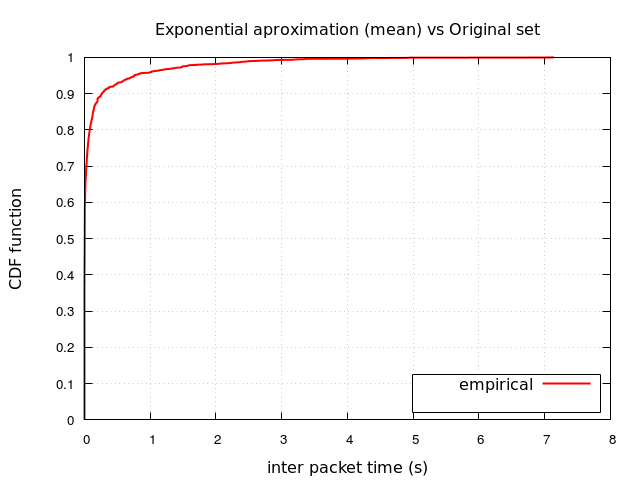 Exponential aproximation (mean) vs Original set
1
0.9
0.8
0.7
0.6
0.5
0.4
0.3
0.2
0.1
0
CDF function
empirical
0 1 2 3 4 5 6 7 8
inter packet time (s)